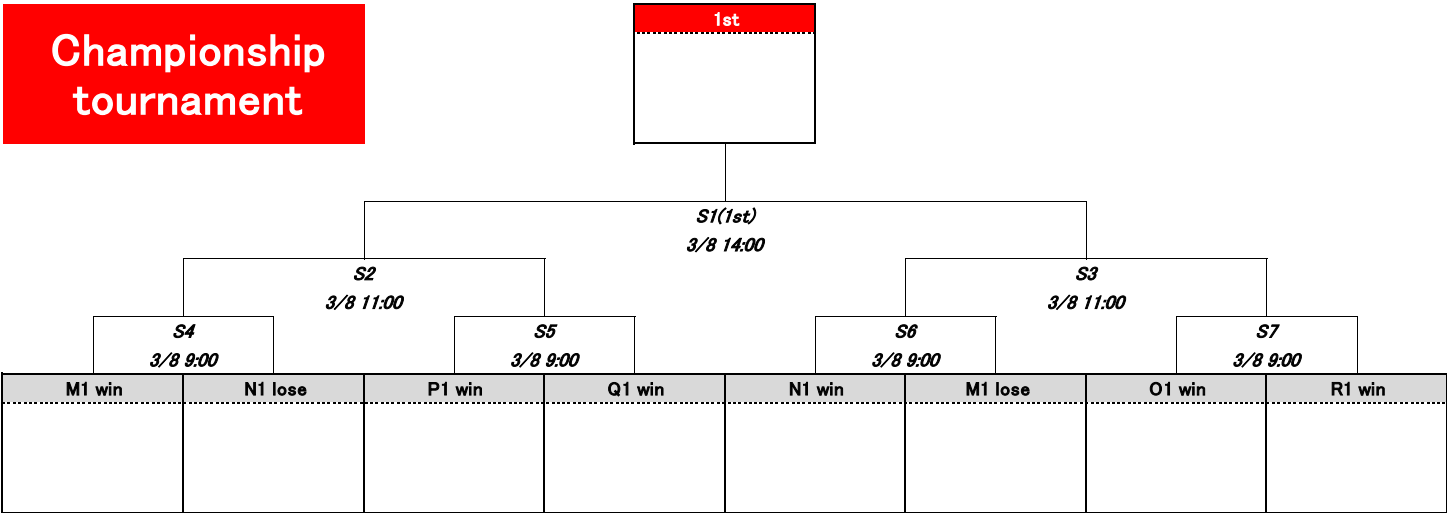 Championship
tournament
1st
S1(1st)
3/8 14:00
S2
3/8 11:00
S3
3/8 11:00
S4
3/8 9:00
S5
3/8 9:00
S6
3/8 9:00
S7
3/8 9:00
M1 win
N1 lose
P1 win
Q1 win
N1 win
M1 lose
O1 win
R1 win